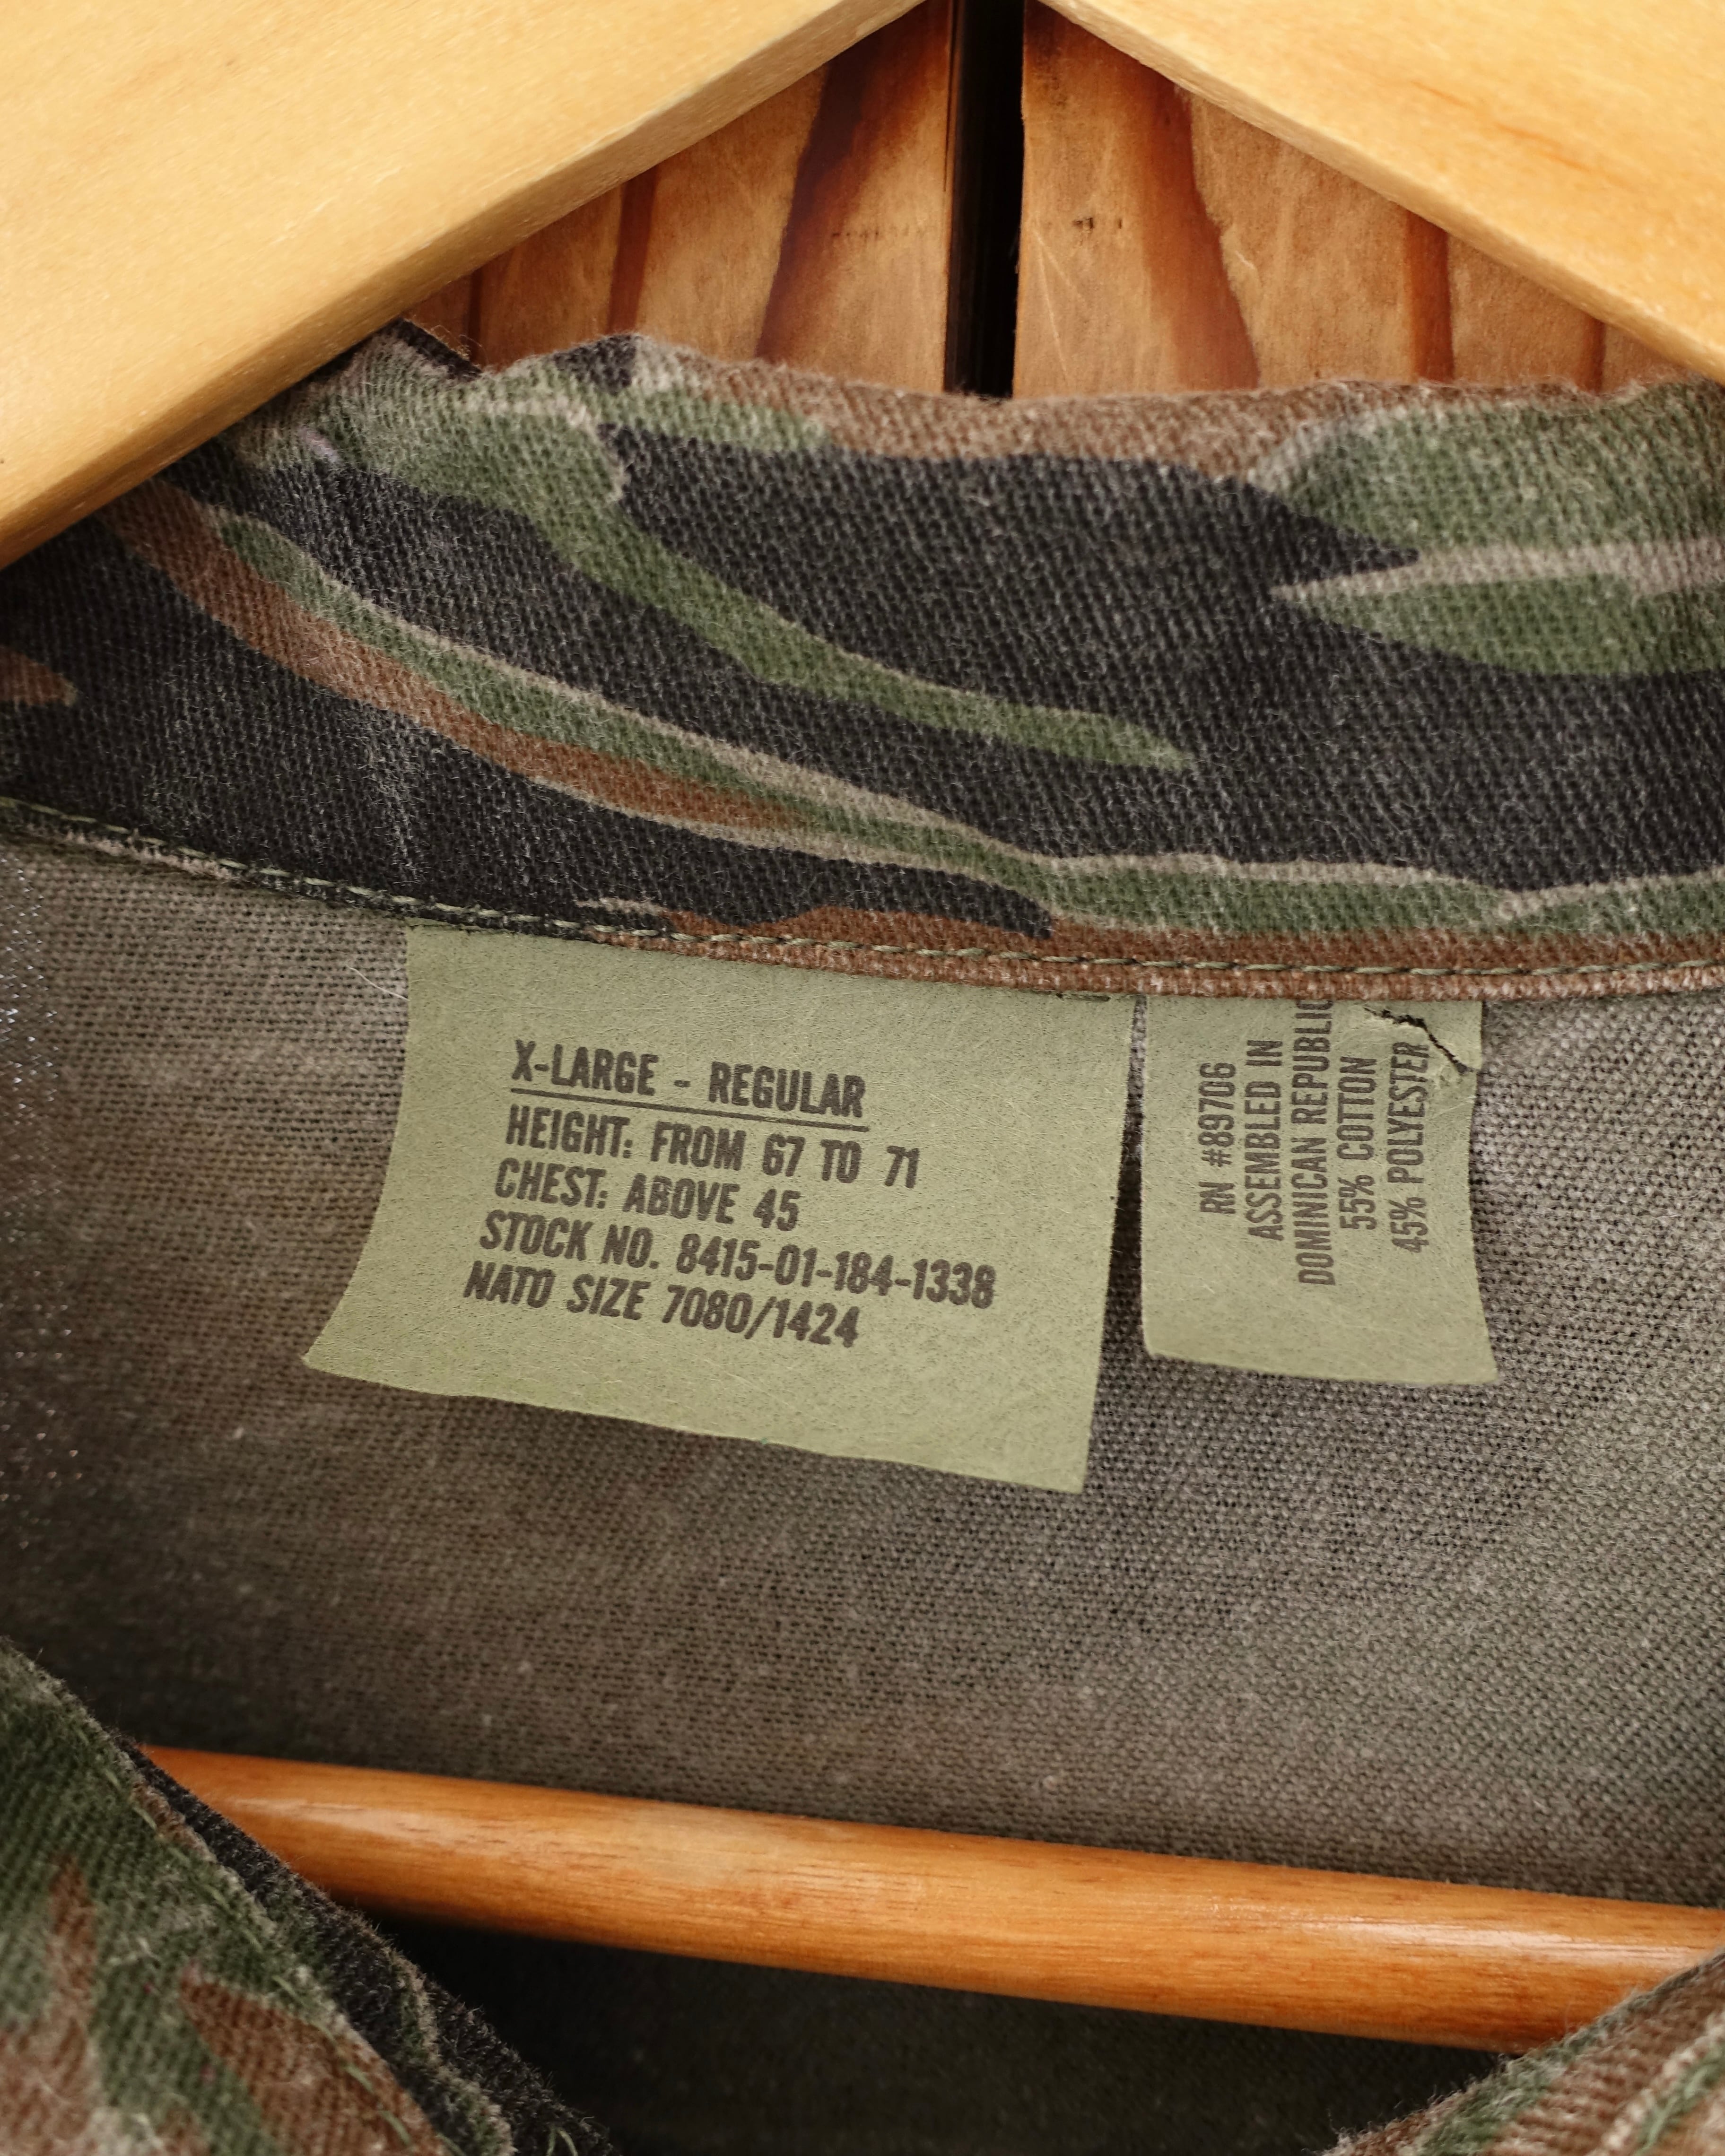 X-LARGE - REGULAR
HEIGHT: FROM 67 TO 71
CHEST: ABOVE 45
STOCK NO. 8415-01-184-1338
NATO SIZE 7080/1424
RN #89706
ASSEMBLED IN
DOMINICAN REPUBLIC
55% COTTON
45% POLYESTER